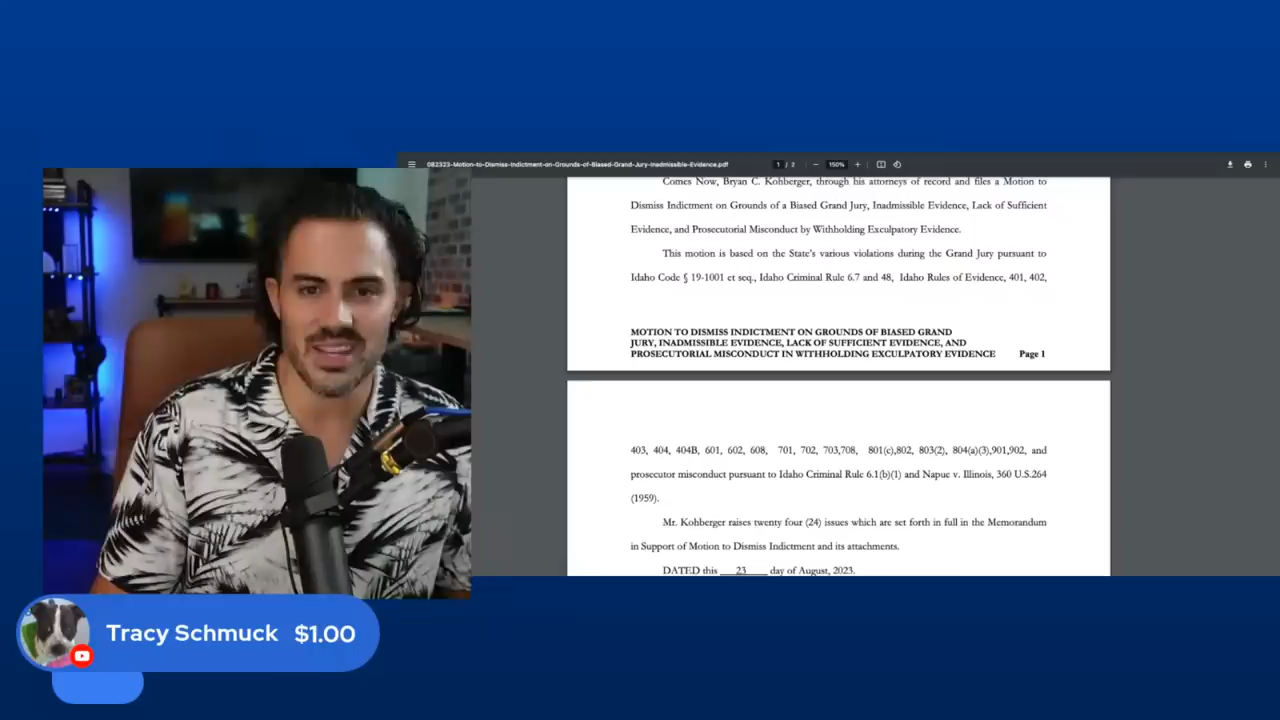 082323-Motion-to-Dismiss-Indictment-on-Grounds-of-Biased-Grand-Jury-Inadmissible-Evidence.pdf
1 / 2
150%
Comes Now, Bryan C. Kohberger, through his attorneys of record and files a Motion to
Dismiss Indictment on Grounds of a Biased Grand Jury, Inadmissible Evidence, Lack of Sufficient
Evidence, and Prosecutorial Misconduct by Withholding Exculpatory Evidence.
This motion is based on the State's various violations during the Grand Jury pursuant to
Idaho Code § 19-1001 et seq., Idaho Criminal Rule 6.7 and 48, Idaho Rules of Evidence, 401, 402,
MOTION TO DISMISS INDICTMENT ON GROUNDS OF BIASED GRAND
JURY, INADMISSIBLE EVIDENCE, LACK OF SUFFICIENT EVIDENCE, AND
PROSECUTORIAL MISCONDUCT IN WITHHOLDING EXCULPATORY EVIDENCE Page 1
403, 404, 404B, 601, 602, 608, 701, 702, 703,708, 801(c),802, 803(2), 804(a)(3),901,902, and
prosecutor misconduct pursuant to Idaho Criminal Rule 6.1(b)(1) and Napue v. Illinois, 360 U.S.264
(1959).
Mr. Kohberger raises twenty four (24) issues which are set forth in full in the Memorandum
in Support of Motion to Dismiss Indictment and its attachments.
DATED this 23 day of August, 2023.
Tracy Schmuck $1.00